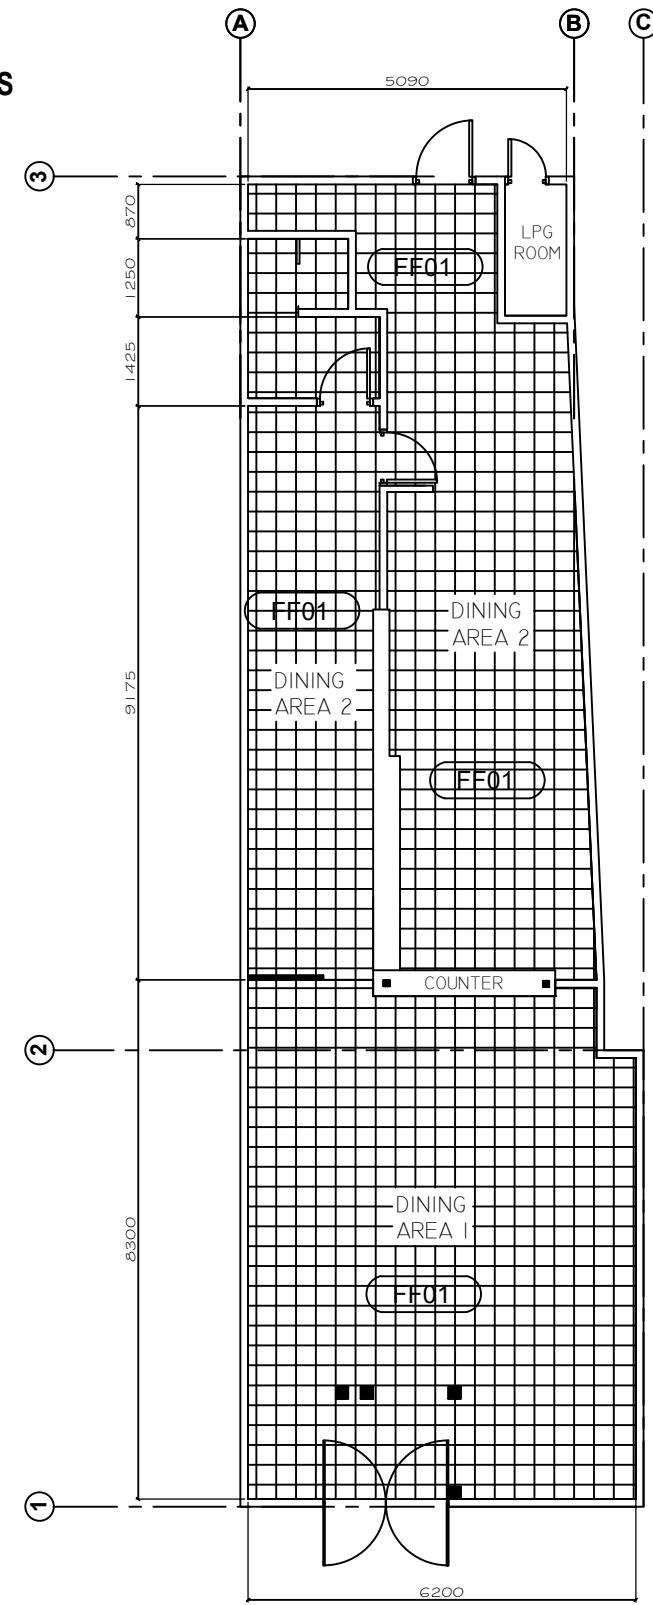 A
B
C
S
5090
3
870
LPG
ROOM
FF01
1250
1425
FF01
DINING
AREA 2
DINING
AREA 2
9175
FF01
COUNTER
2
DINING
AREA 1
8300
FF01
1
6200